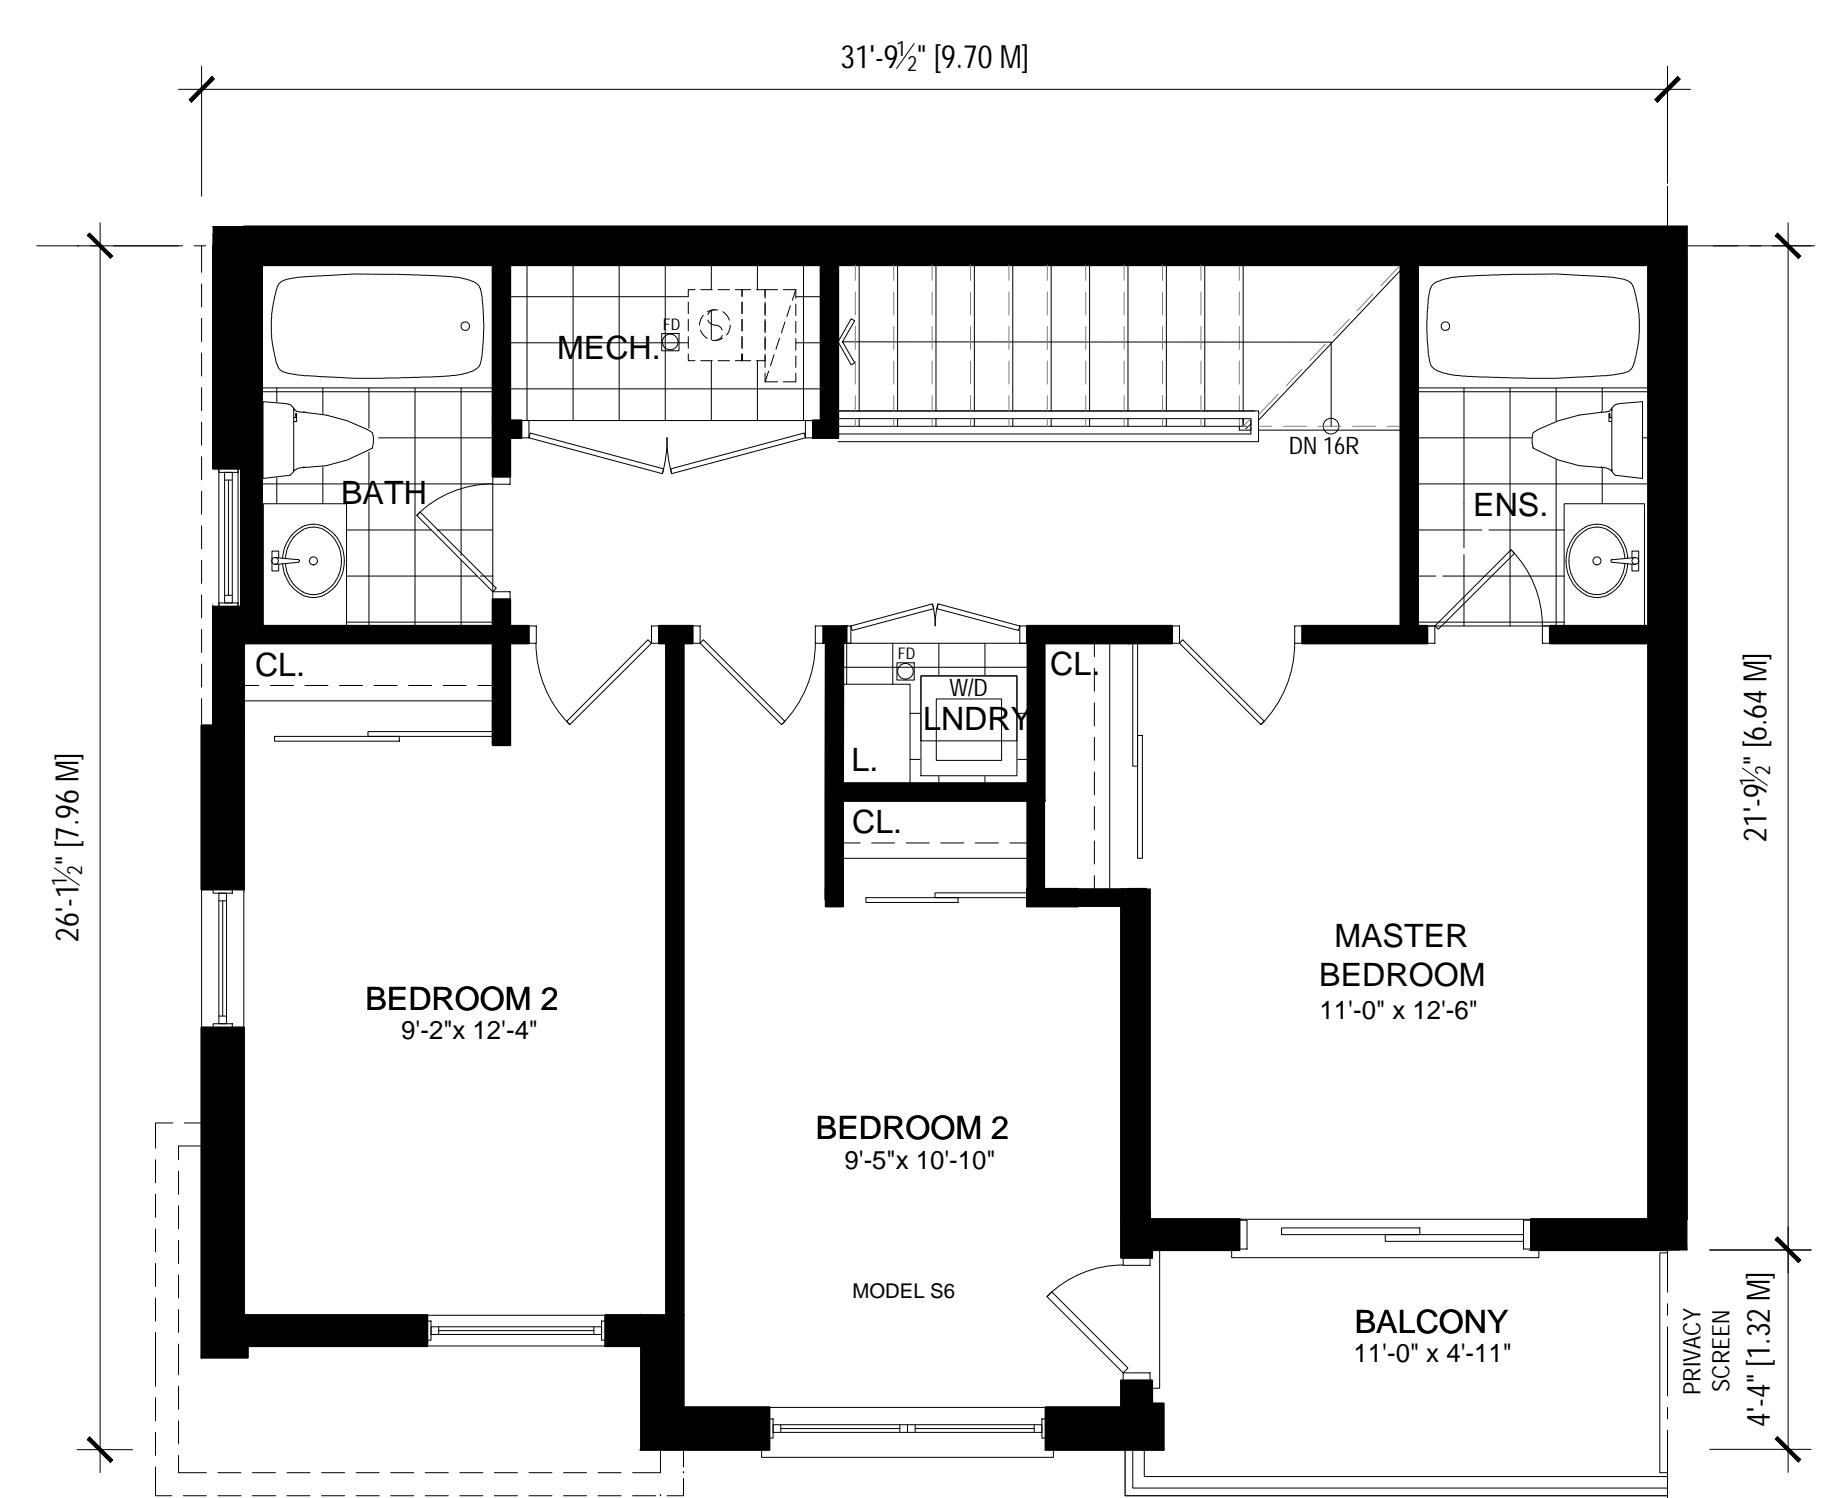 31'-9½" [9.70 M]
FD
MECH.
DN 16R
BATH
ENS.
CL.
FD
W/D
LNDRY
L.
CL.
CL.
26'-1½" [7.96 M]
21'-9½" [6.64 M]
MASTER
BEDROOM
11'-0" x 12'-6"
BEDROOM 2
9'-2"x 12'-4"
BEDROOM 2
9'-5"x 10'-10"
MODEL S6
BALCONY
11'-0" x 4'-11"
PRIVACY
SCREEN
4'-4" [1.32 M]